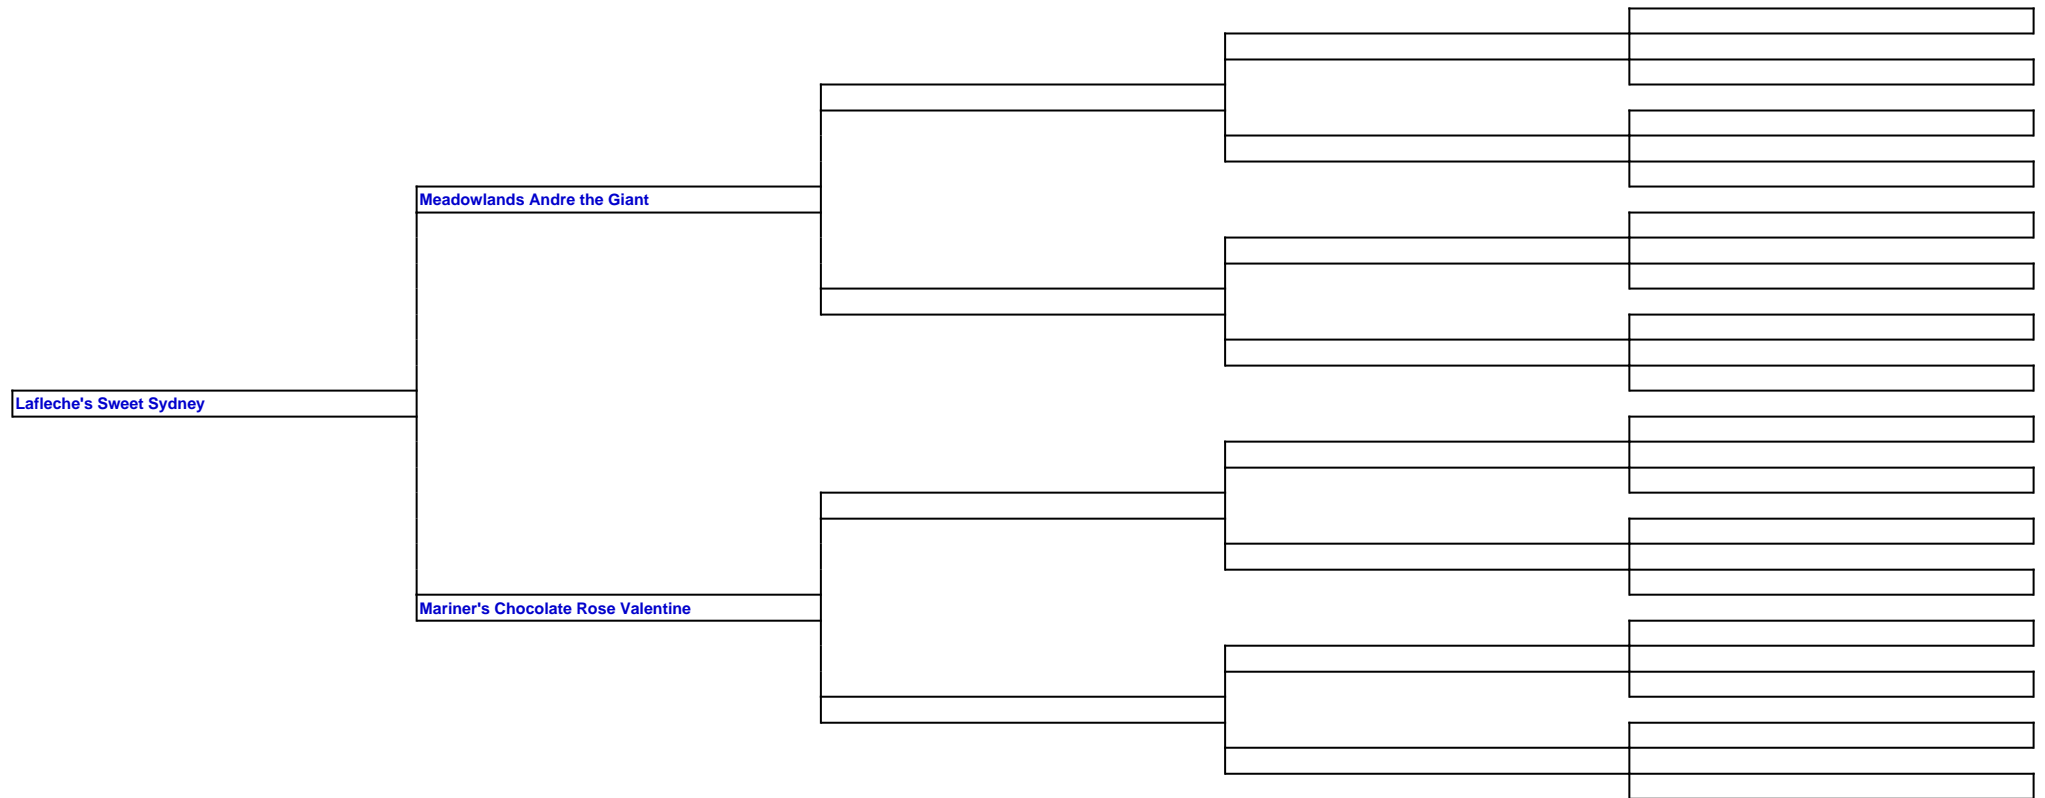 Meadowlands Andre the Giant
Lafleche's Sweet Sydney
Mariner's Chocolate Rose Valentine